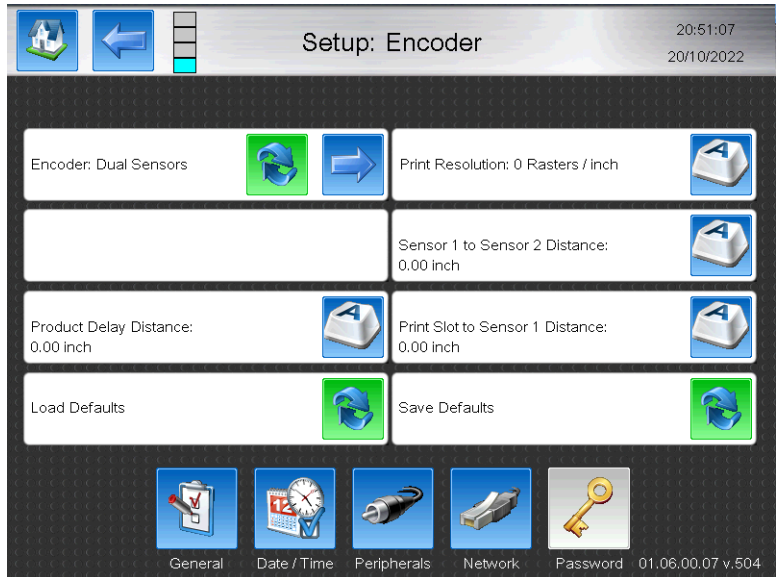 Setup: Encoder
20:51:07
20/10/2022
Encoder: Dual Sensors
Print Resolution: 0 Rasters / inch
Sensor 1 to Sensor 2 Distance:
0.00 inch
Product Delay Distance:
0.00 inch
Print Slot to Sensor 1 Distance:
0.00 inch
Load Defaults
Save Defaults
General
Date / Time
Peripherals
Network
Password
01.06.00.07 v.504